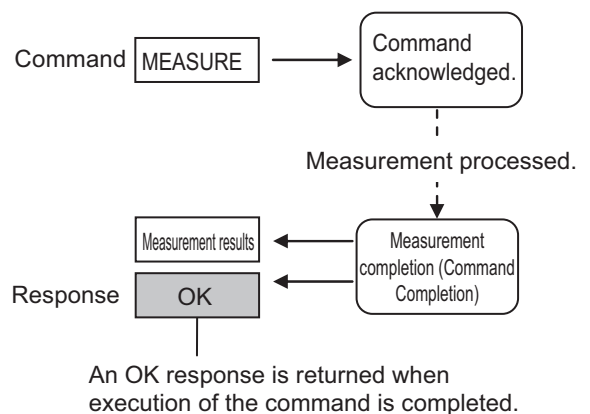 Command
MEASURE
Command
acknowledged.
Measurement processed.
Measurement results
Measurement
completion (Command
Completion)
Response
OK
An OK response is returned when
execution of the command is completed.